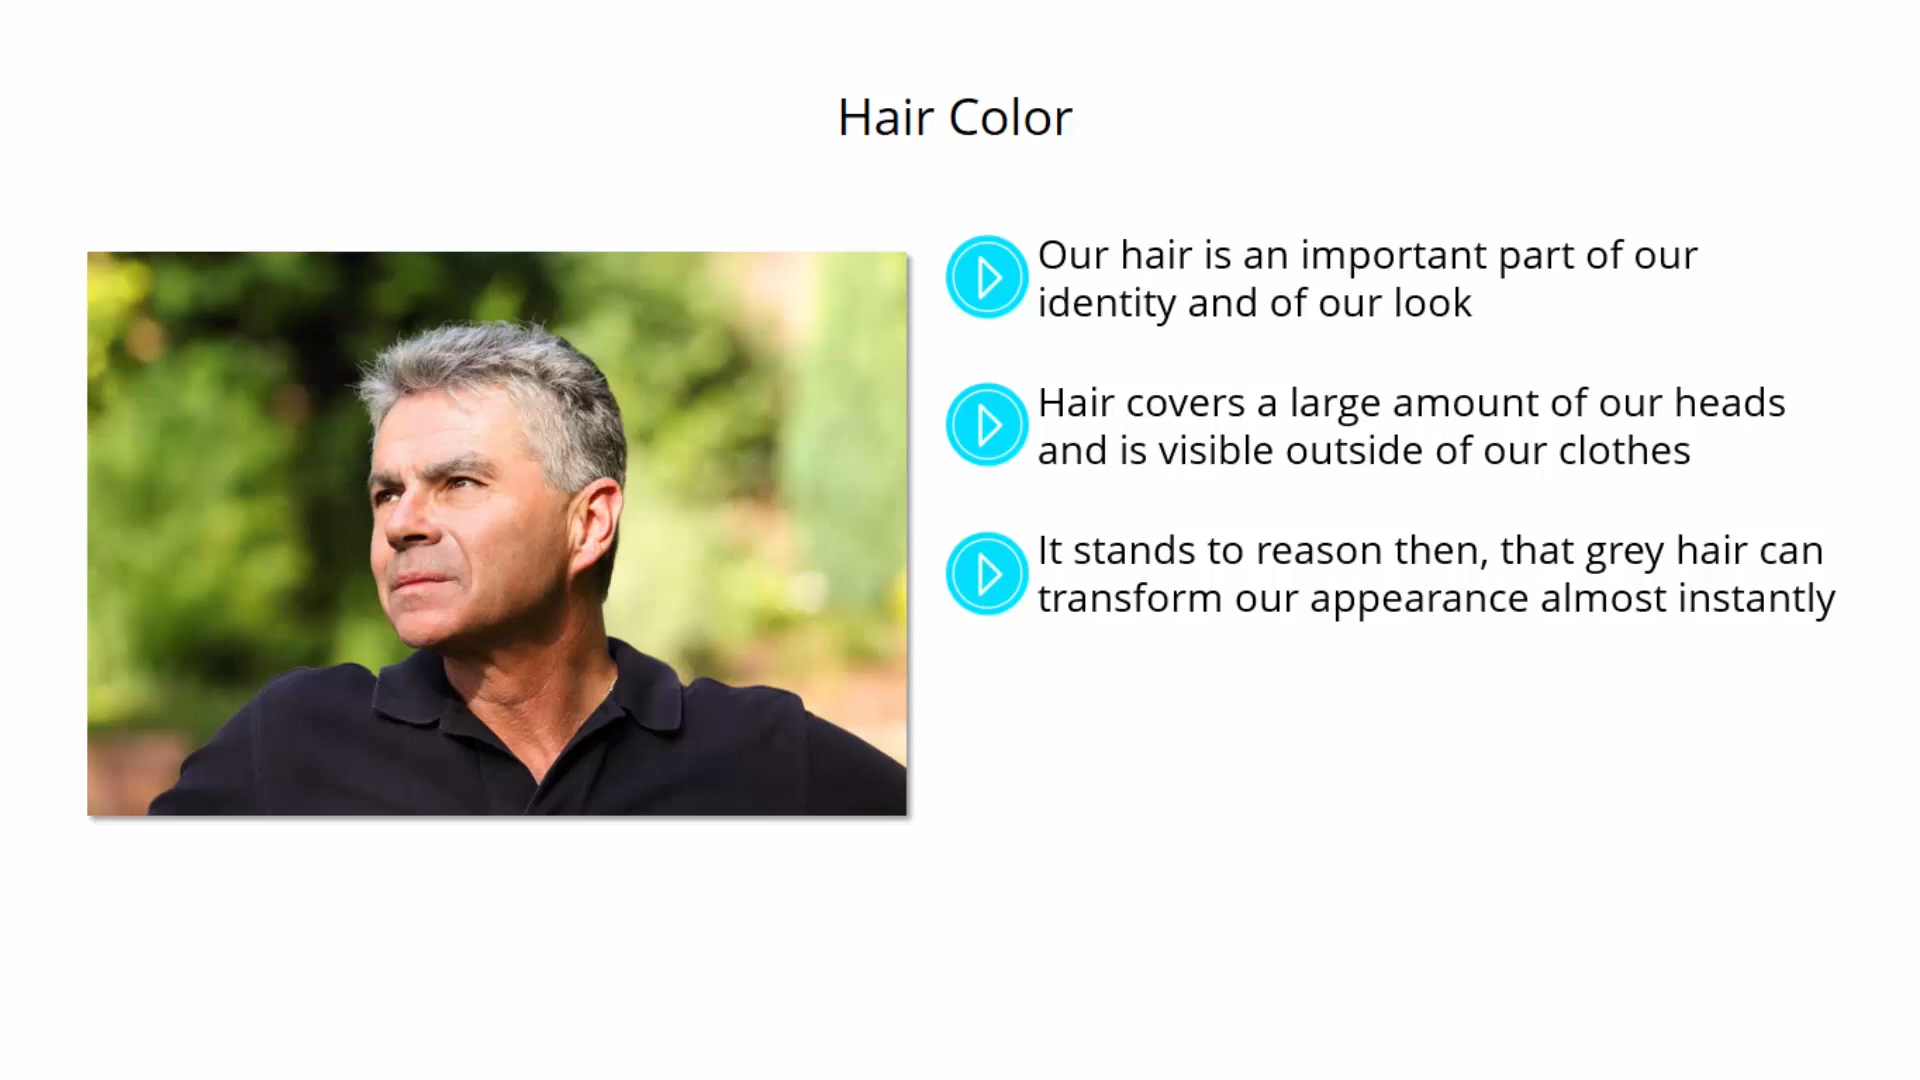 Hair Color
Our hair is an important part of our
identity and of our look
Hair covers a large amount of our heads
and is visible outside of our clothes
It stands to reason then, that grey hair can
transform our appearance almost instantly